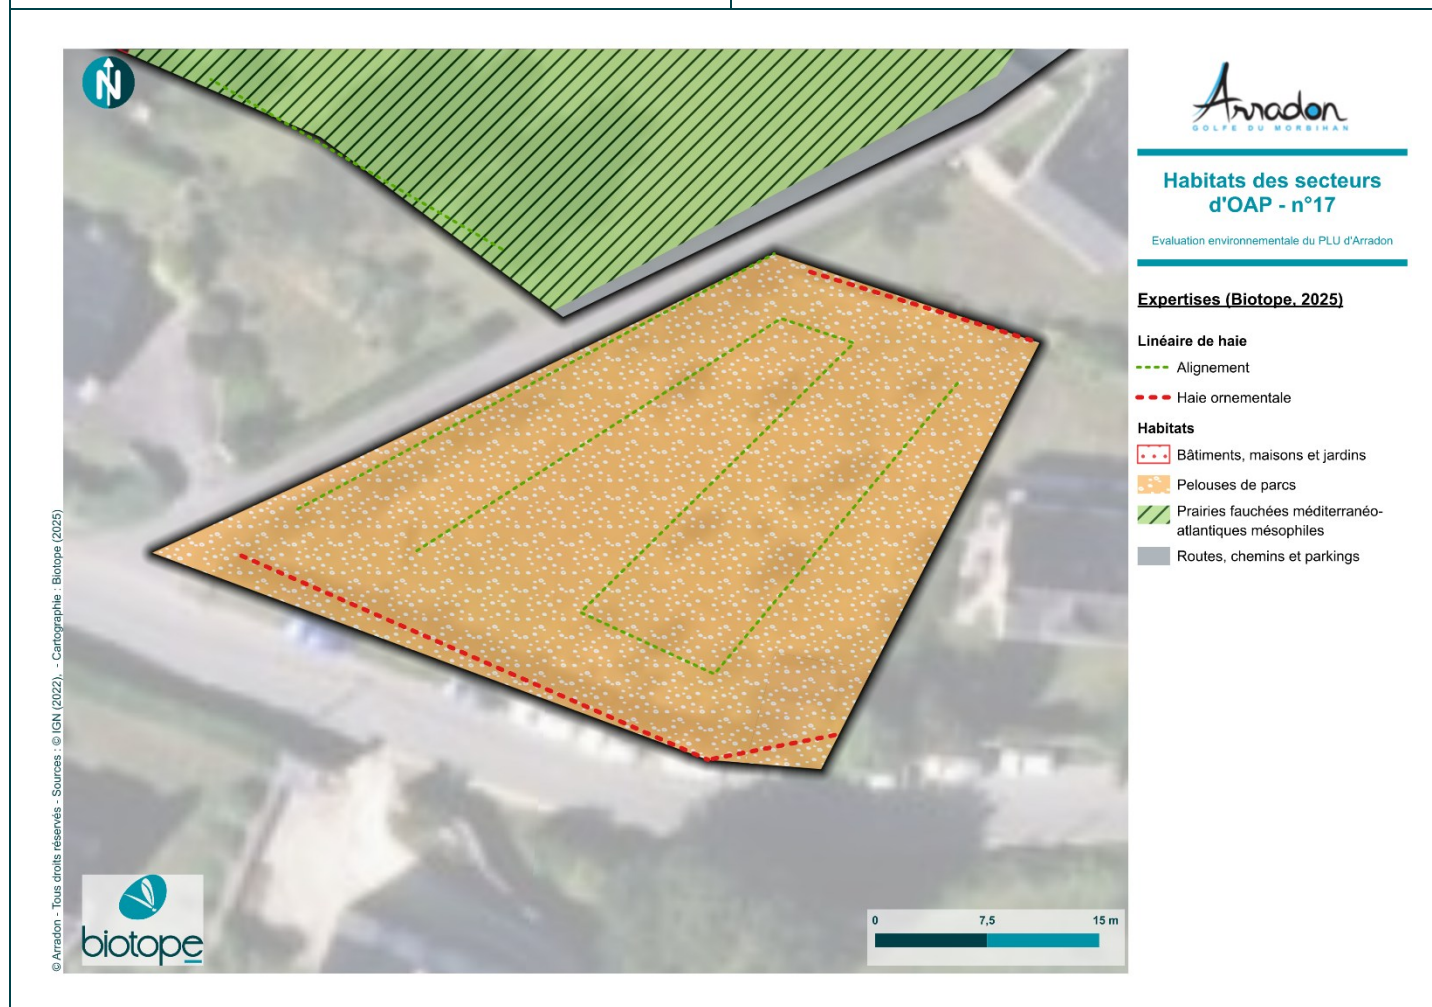 N
Arradon
GOLFE DU MORBIHAN
Habitats des secteurs
d'OAP - n°17
Evaluation environnementale du PLU d'Arradon
Expertises (Biotope, 2025)
Linéaire de haie
Alignement
Haie ornementale
Habitats
Bâtiments, maisons et jardins
Pelouses de parcs
Prairies fauchées méditerranéo-
atlantiques mésophiles
Routes, chemins et parkings
© Arradon - Tous droits réservés - Sources : © IGN (2022), - Cartographie : Biotope (2025)
biotope
0 7,5 15 m